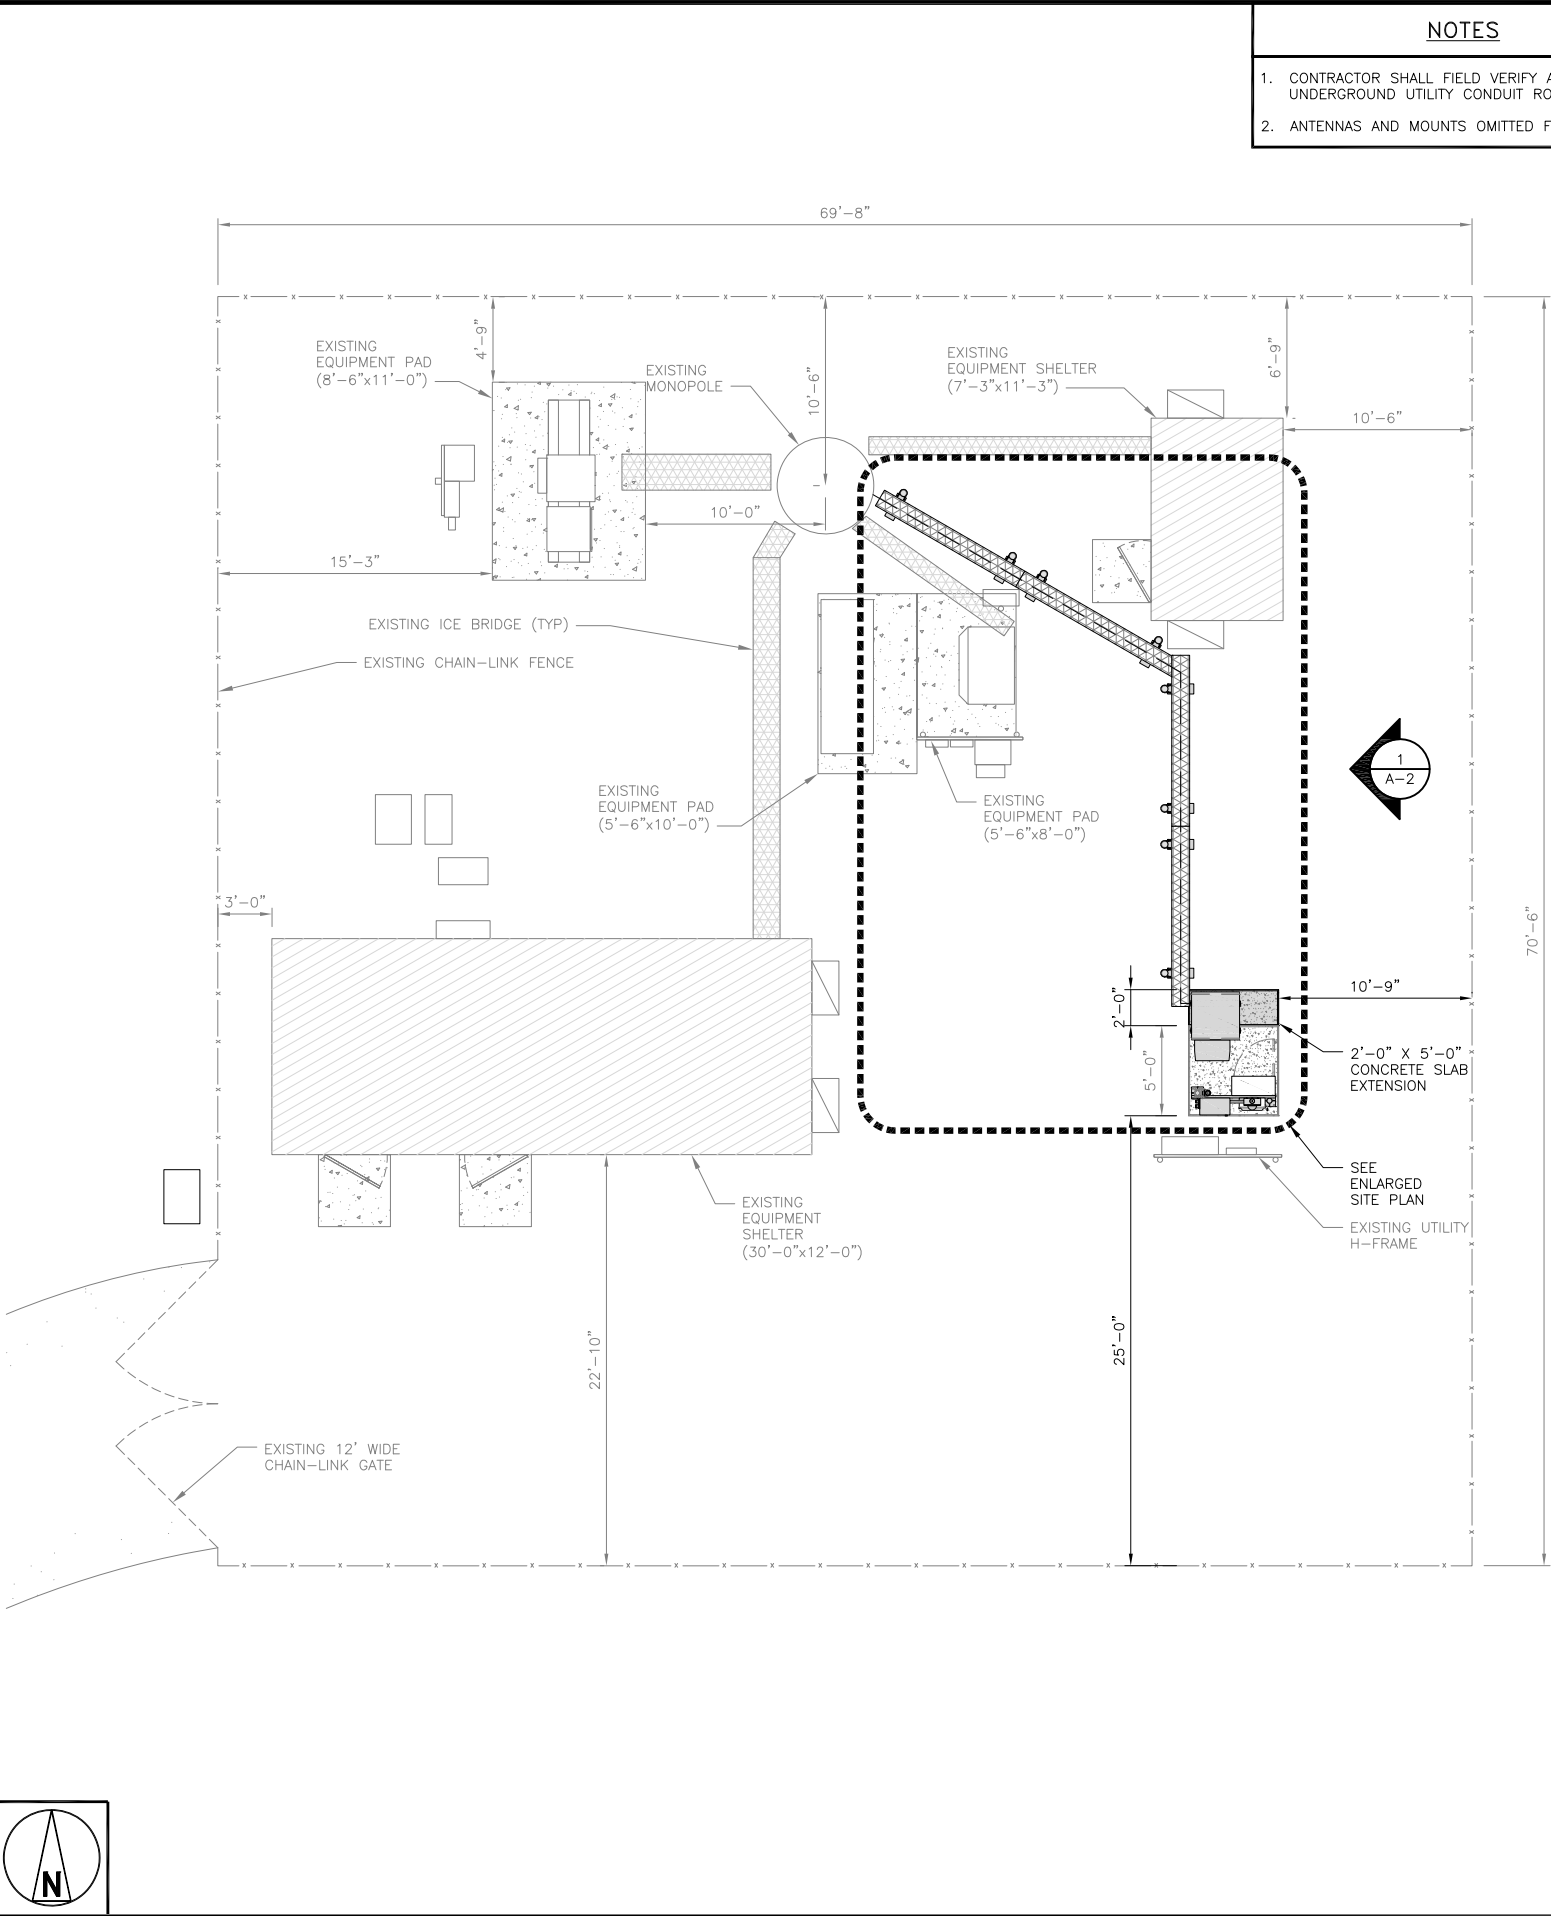 NOTES
1. CONTRACTOR SHALL FIELD VERIFY
UNDERGROUND UTILITY CONDUIT
2. ANTENNAS AND MOUNTS OMITTED
69'-8"
EXISTING
EQUIPMENT PAD
(8'-6"x11'-0")
4'-9"
EXISTING
MONOPOLE
10'-6"
EXISTING
EQUIPMENT SHELTER
(7'-3"x11'-3")
6'-9"
10'-6"
10'-0"
15'-3"
EXISTING ICE BRIDGE (TYP)
EXISTING CHAIN-LINK FENCE
1
A-2
EXISTING
EQUIPMENT PAD
(5'-6"x10'-0")
EXISTING
EQUIPMENT PAD
(5'-6"x8'-0")
3'-0"
70'-6"
2'-0"
10'-9"
5'-0"
2'-0" X 5'-0"
CONCRETE SLAB
EXTENSION
SEE
ENLARGED
SITE PLAN
EXISTING
EQUIPMENT
SHELTER
(30'-0"x12'-0")
EXISTING UTILITY
H-FRAME
22'-10"
25'-0"
EXISTING 12' WIDE
CHAIN-LINK GATE
N